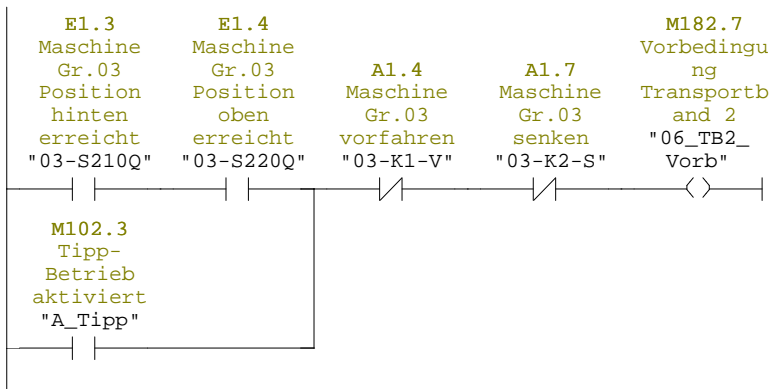 E1.3
Maschine
Gr.03
Position
hinten
erreicht
"03-S210Q"
E1.4
Maschine
Gr.03
Position
oben
erreicht
"03-S220Q"
A1.4
Maschine
Gr.03
vorfahren
"03-K1-V"
A1.7
Maschine
Gr.03
senken
"03-K2-S"
M182.7
Vorbedingu
ng
Transportb
and 2
"06_TB2_
Vorb"
M102.3
Tipp-
Betrieb
aktiviert
"A_Tipp"